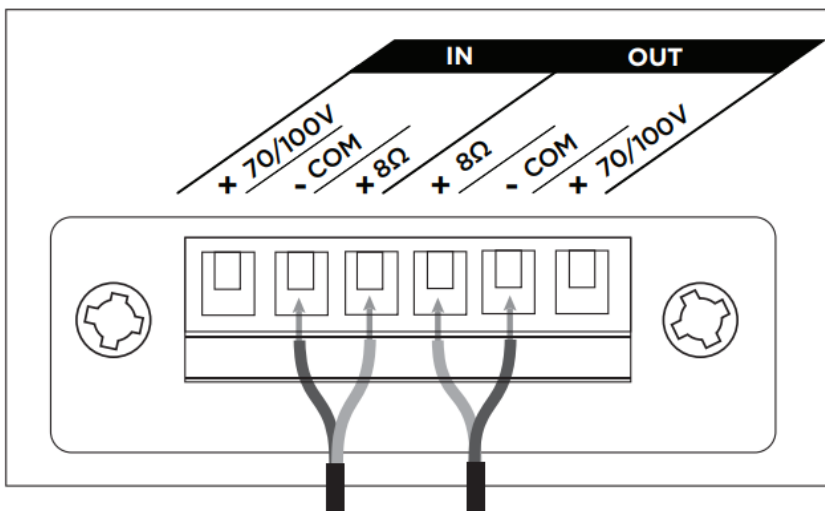 IN OUT
+ 70/100V
- COM
+ 8Ω
+ 8Ω
- COM
+ 70/100V